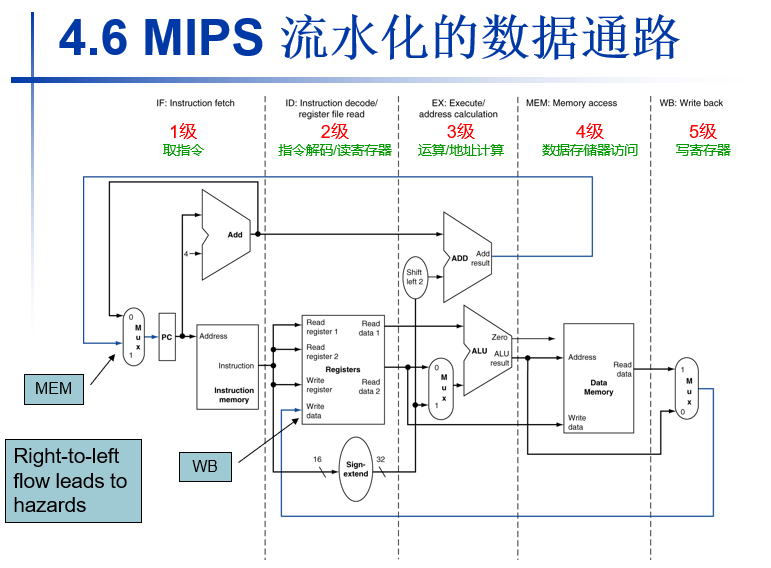 4.6 MIPS 流水化的数据通路
IF: Instruction fetch
ID: Instruction decode/
register file read
EX: Execute/
address calculation
MEM: Memory access
WB: Write back
1级
取指令
2级
指令解码/读寄存器
3级
运算/地址计算
4级
数据存储器访问
5级
写寄存器
Add
4
ADD
Add
result
Shift
left 2
0
M
u
x
1
PC
Address
Instruction
Instruction
memory
Read
register 1
Read
data 1
Read
register 2
Registers
Write
register
Read
data 2
Write
data
0
M
u
x
1
Zero
ALU
ALU
result
Address
Read
data
Data
Memory
Write
data
1
M
u
x
0
16
Sign-
extend
32
MEM
WB
Right-to-left
flow leads to
hazards